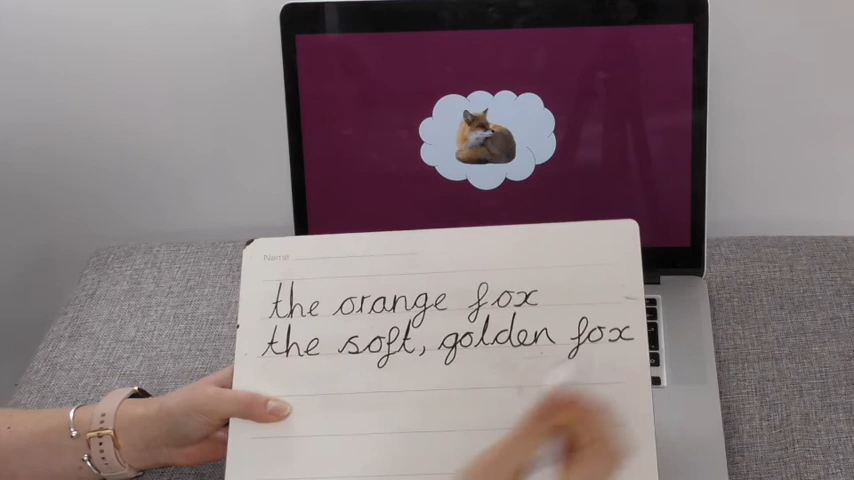 Name
the orange fox
the soft, golden fox